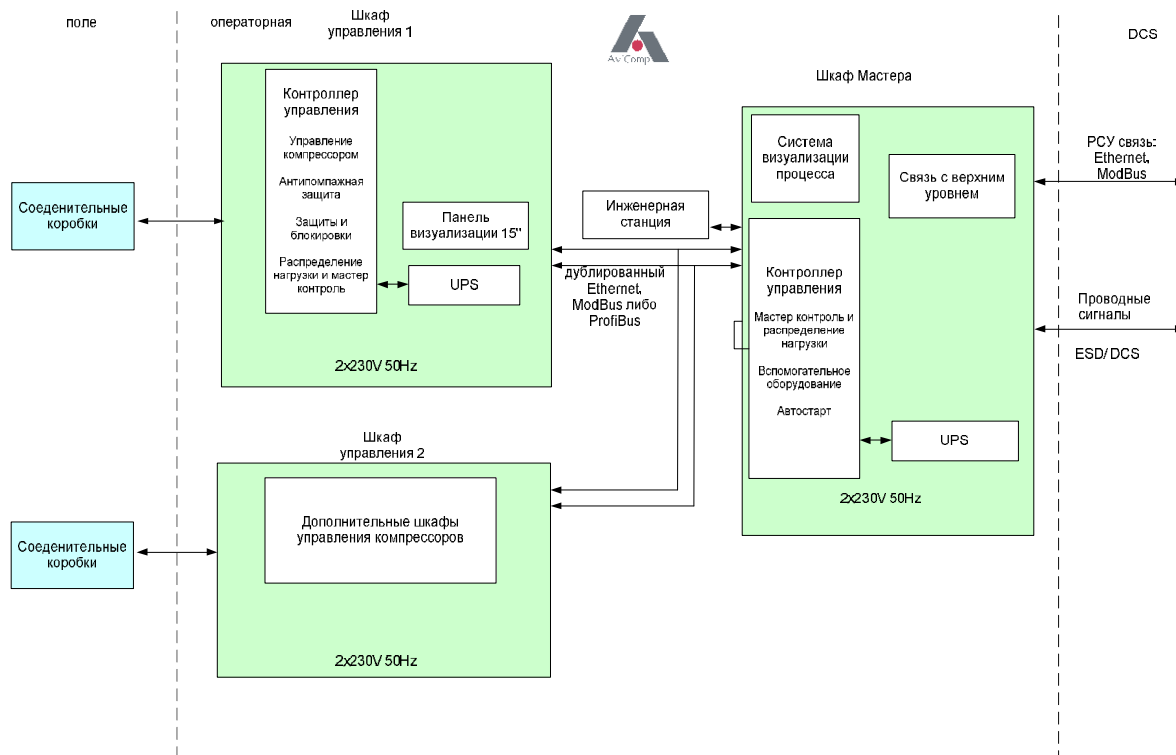 поле
операторная
Шкаф
управления 1
AviComp
DCS
Шкаф Мастера
Контроллер
управления
Управление
компрессором
Антипомпажная
защита
Защиты и
блокировки
Распределение
нагрузки и мастер
контроль
Панель
визуализации 15"
UPS
2x230V 50Hz
Соеденительные
коробки
Инженерная
станция
дублированный
Ethernet,
ModBus либо
ProfiBus
Система
визуализации
процесса
Связь с верхним
уровнем
Контроллер
управления
Мастер контроль и
распределение
нагрузки
Вспомогательное
оборудование
Автостарт
UPS
2x230V 50Hz
РСУ связь:
Ethernet,
ModBus
Проводные
сигналы
ESD/DCS
Шкаф
управления 2
Дополнительные шкафы
управления компрессоров
2x230V 50Hz
Соеденительные
коробки